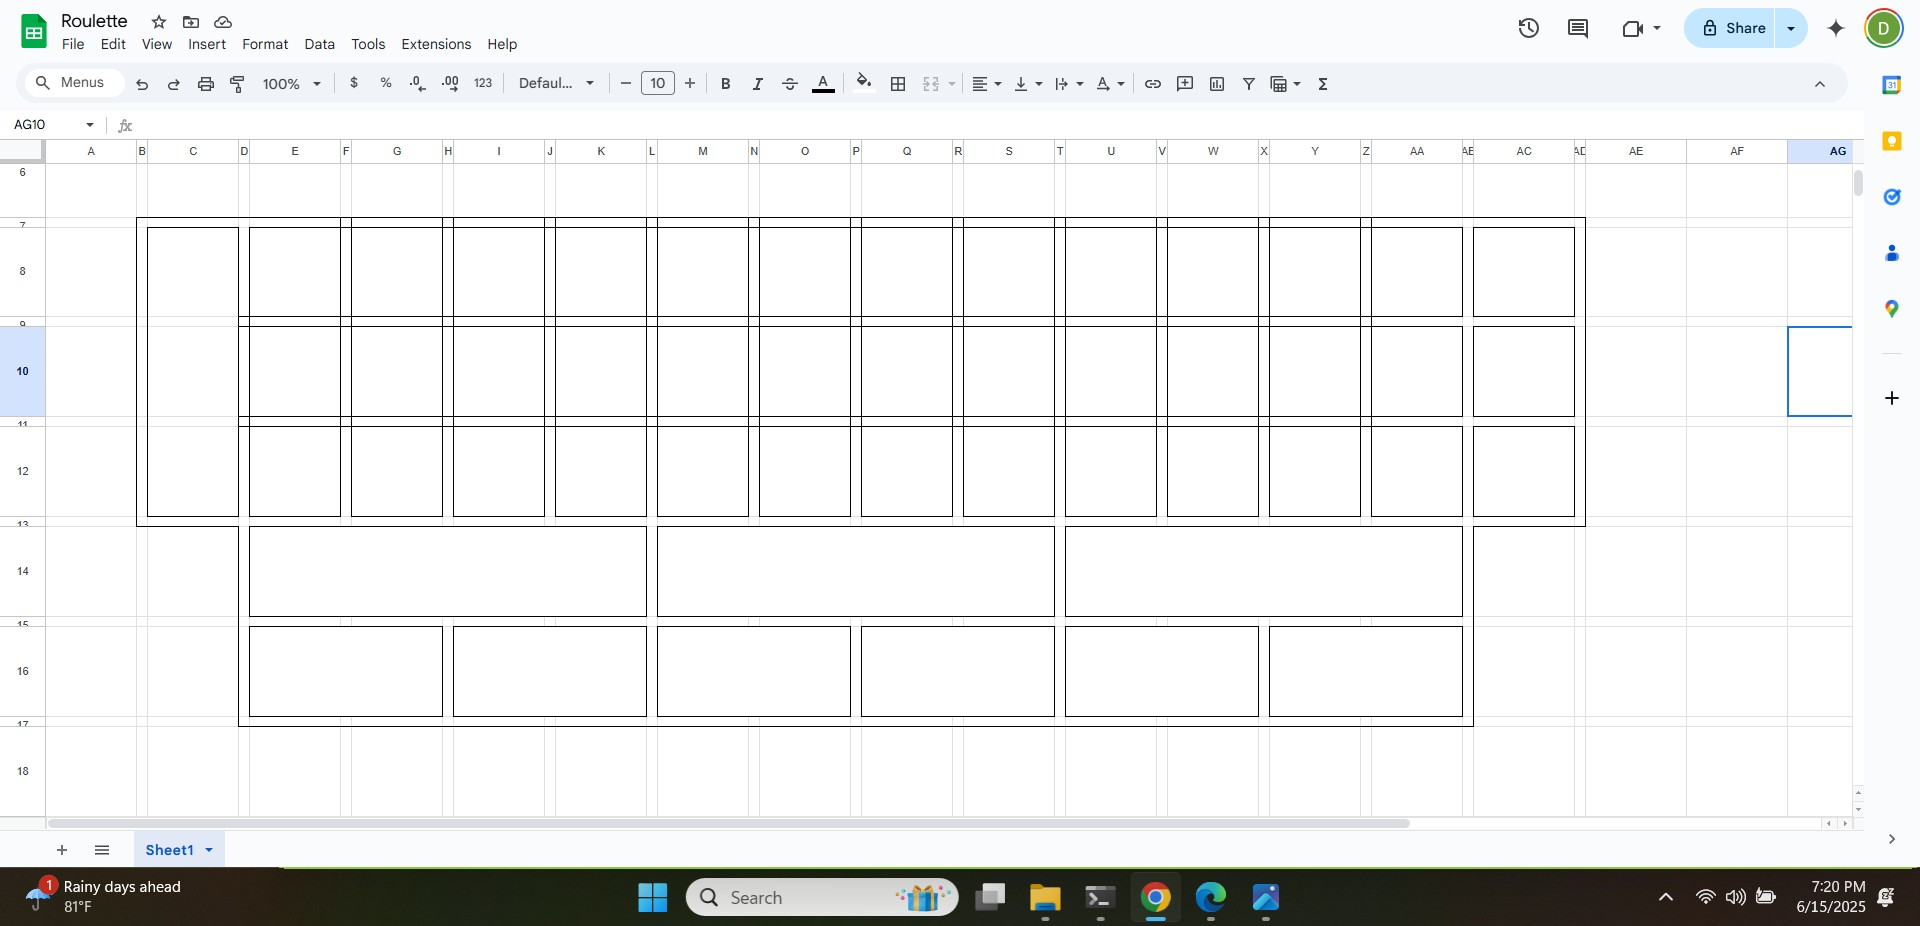 Roulette
File Edit View Insert Format Data Tools Extensions Help
Share
D
Menus 100% $ % .0 .00 123 Defaul... 10 B I A Σ
31
AG10 fx
A B C D E F G H I J K L M N O P Q R S T U V W X Y Z AA AB AC AD AE AF AG
6
7
8
9
10
11
12
13
14
15
16
17
18
Sheet1
1
Rainy days ahead
81°F
Search
7:20 PM
6/15/2025